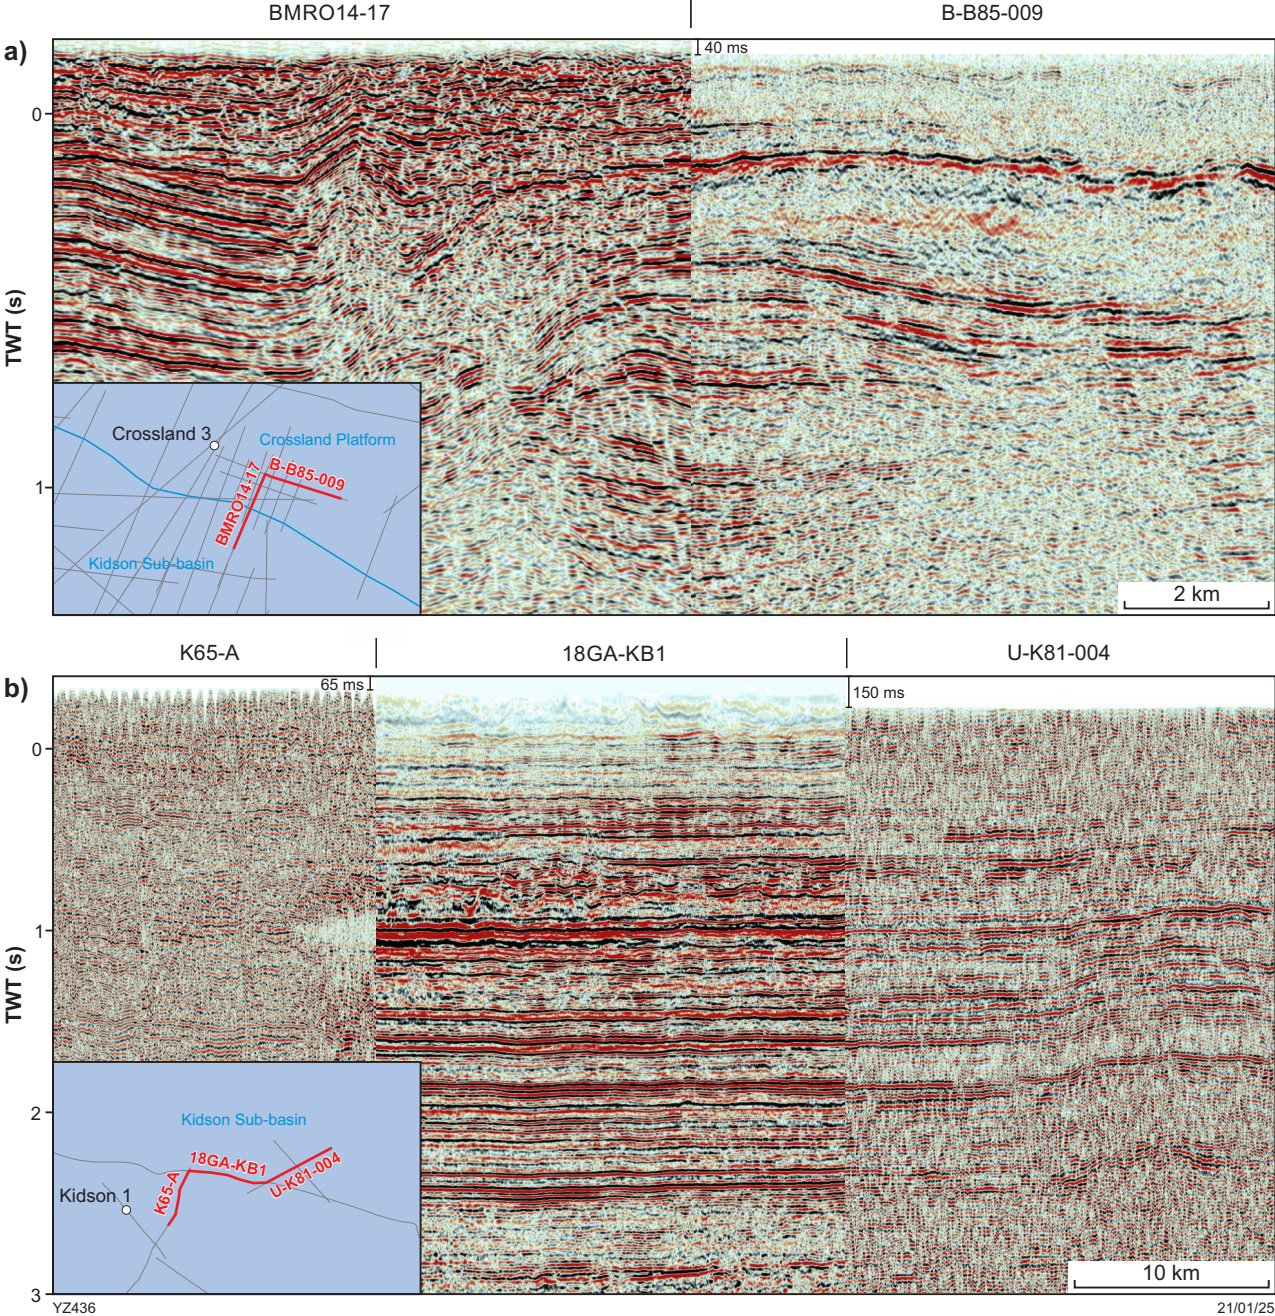 BMRO14-17 B-B85-009
a)
40 ms
0
TWT (s)
1
Crossland 3
Crossland Platform
BMRO14-17
B-B85-009
Kidson Sub-basin
2 km
K65-A 18GA-KB1 U-K81-004
b)
65 ms
150 ms
0
1
TWT (s)
2
3
Kidson Sub-basin
18GA-KB1
K65-A
U-K81-004
Kidson 1
10 km
YZ436
21/01/25